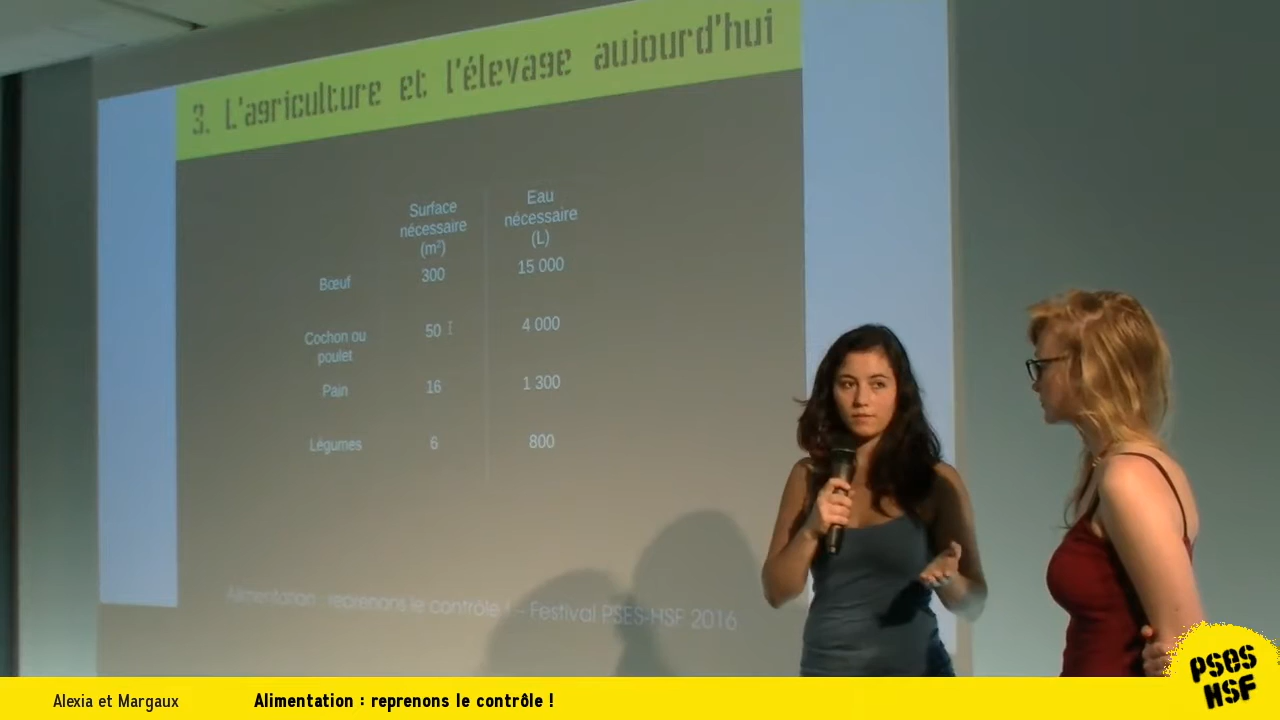 3. L'agriculture et l'élevage aujourd'hui
Surface
nécessaire
(m²)
Eau
nécessaire
(L)
Bœuf 300 15 000
Cochon ou
poulet
50 4 000
Pain 16 1 300
Légumes 6 800
Alimentation : reprenons le contrôle ! – Festival PSES-HSF 2016
Alexia et Margaux
Alimentation : reprenons le contrôle !
PSES
HSF